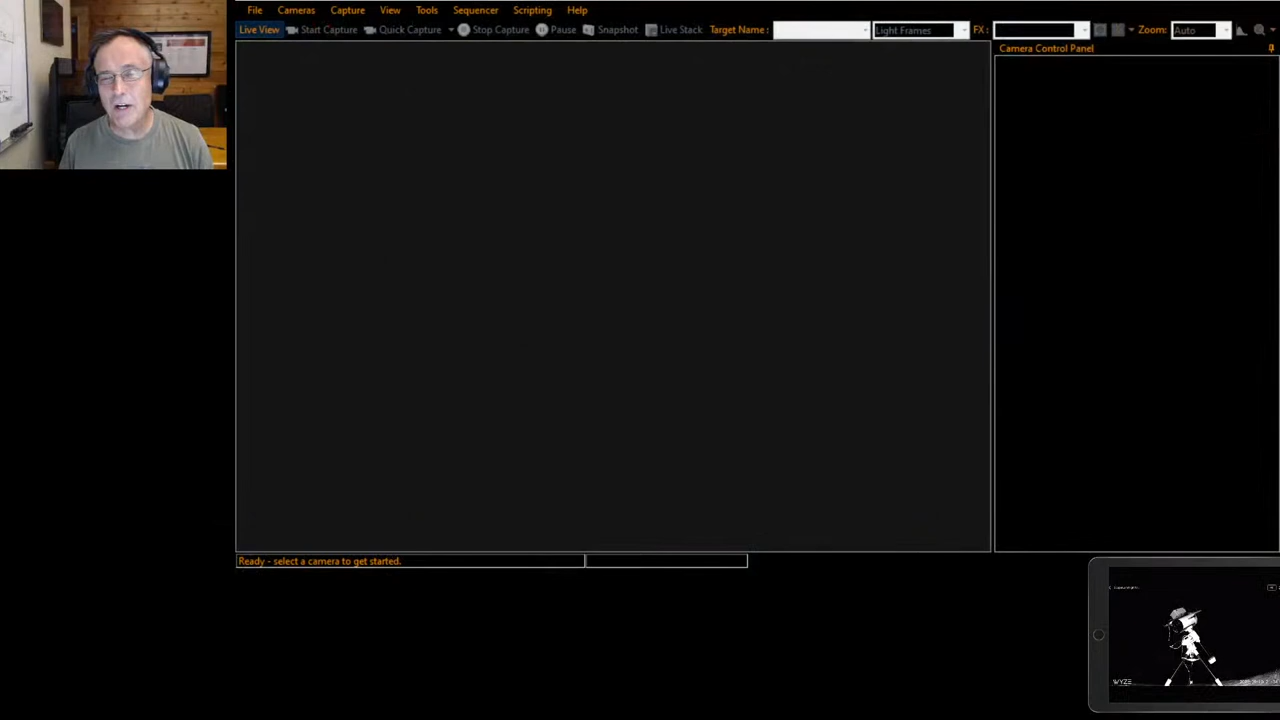 File Cameras Capture View Tools Sequencer Scripting Help
Live View Start Capture Quick Capture Stop Capture Pause Snapshot Live Stack Target Name : Light Frames FX : Zoom: Auto
Camera Control Panel
Ready - select a camera to get started.
WYZE